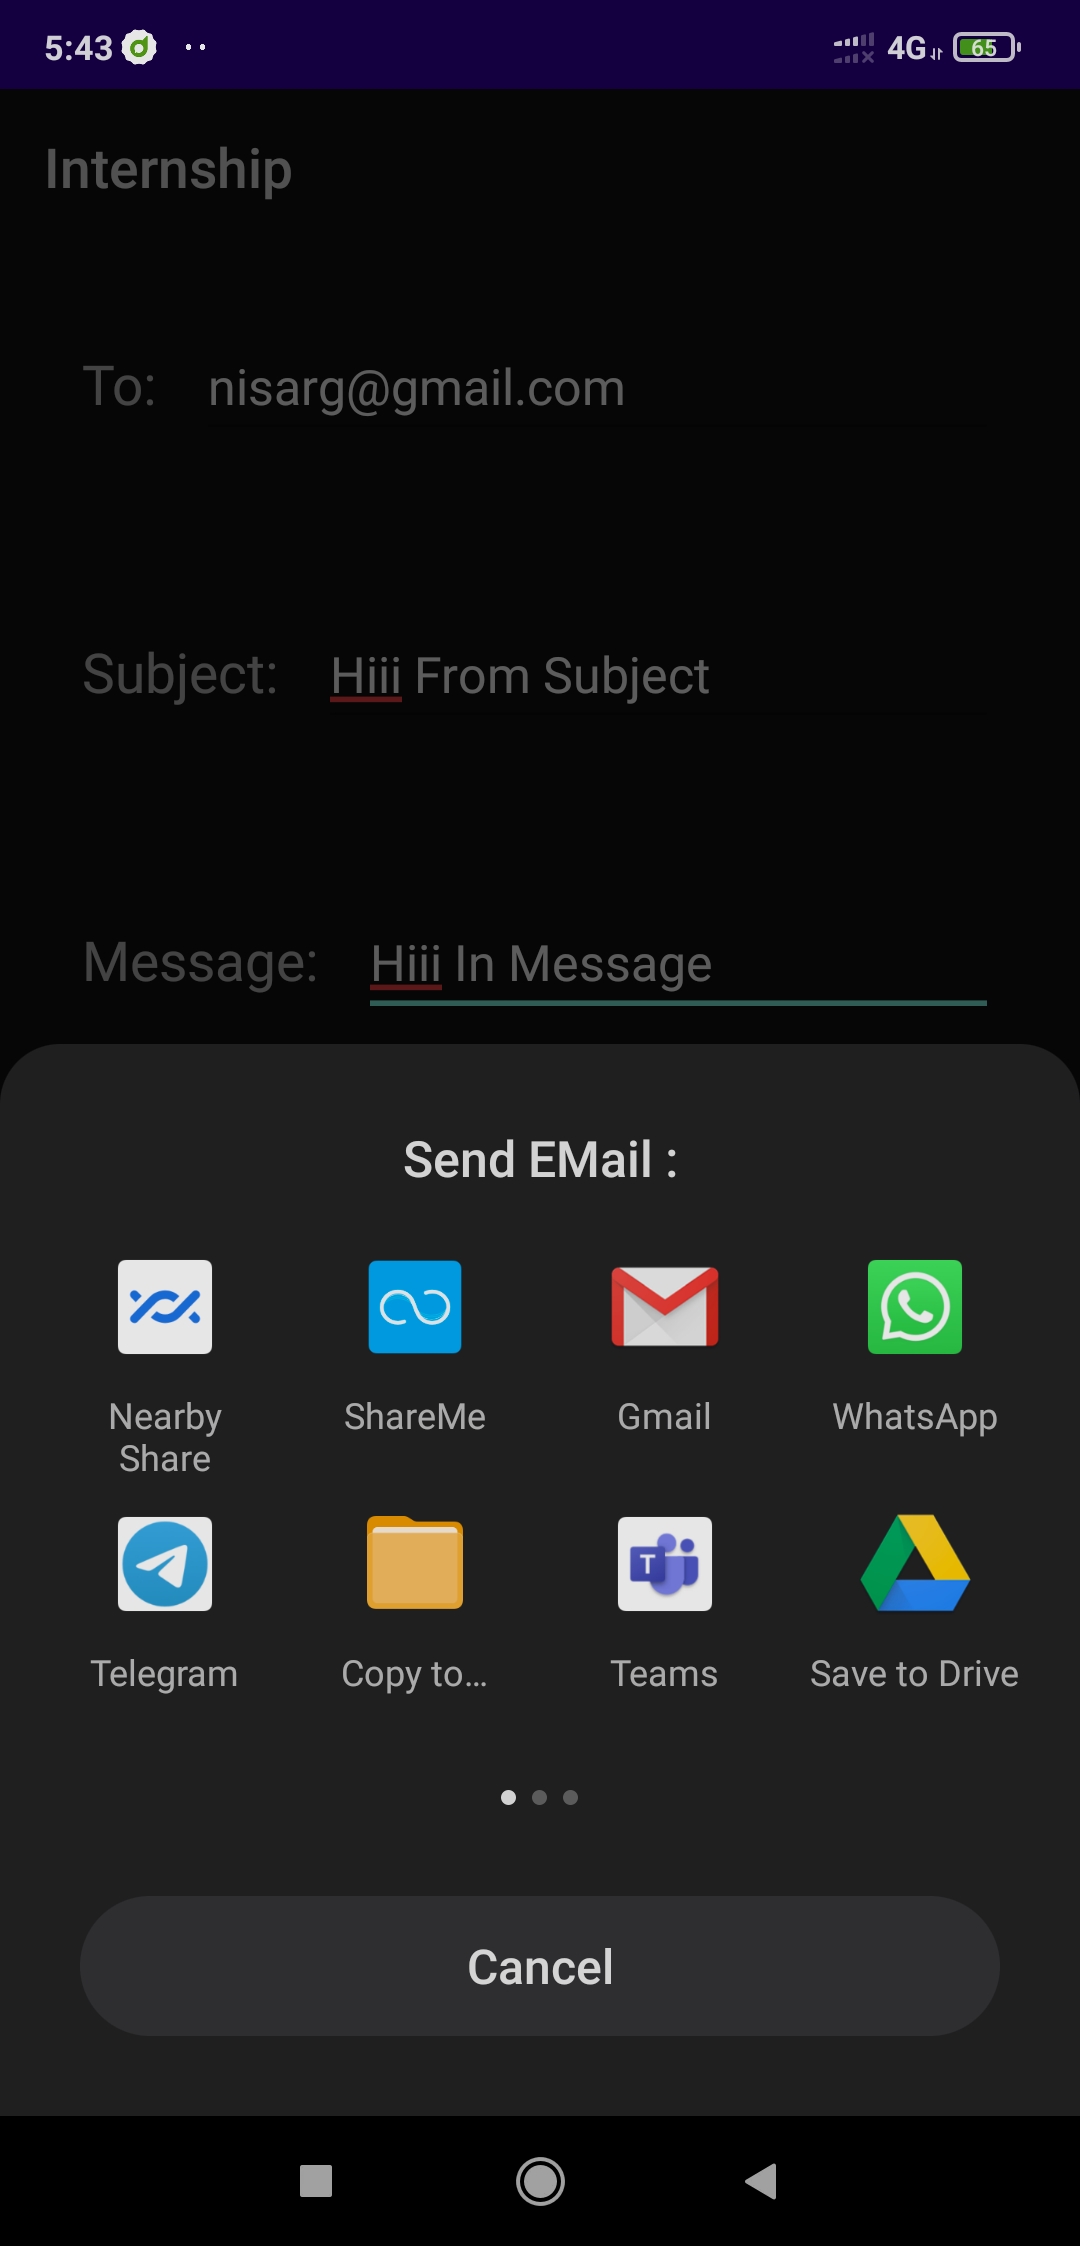 5:43
4G 65
Internship
To: nisarg@gmail.com
Subject: Hiii From Subject
Message: Hiii In Message
Send EMail :
Nearby Share
ShareMe
Gmail
WhatsApp
Telegram
Copy to...
T
Teams
Save to Drive
Cancel